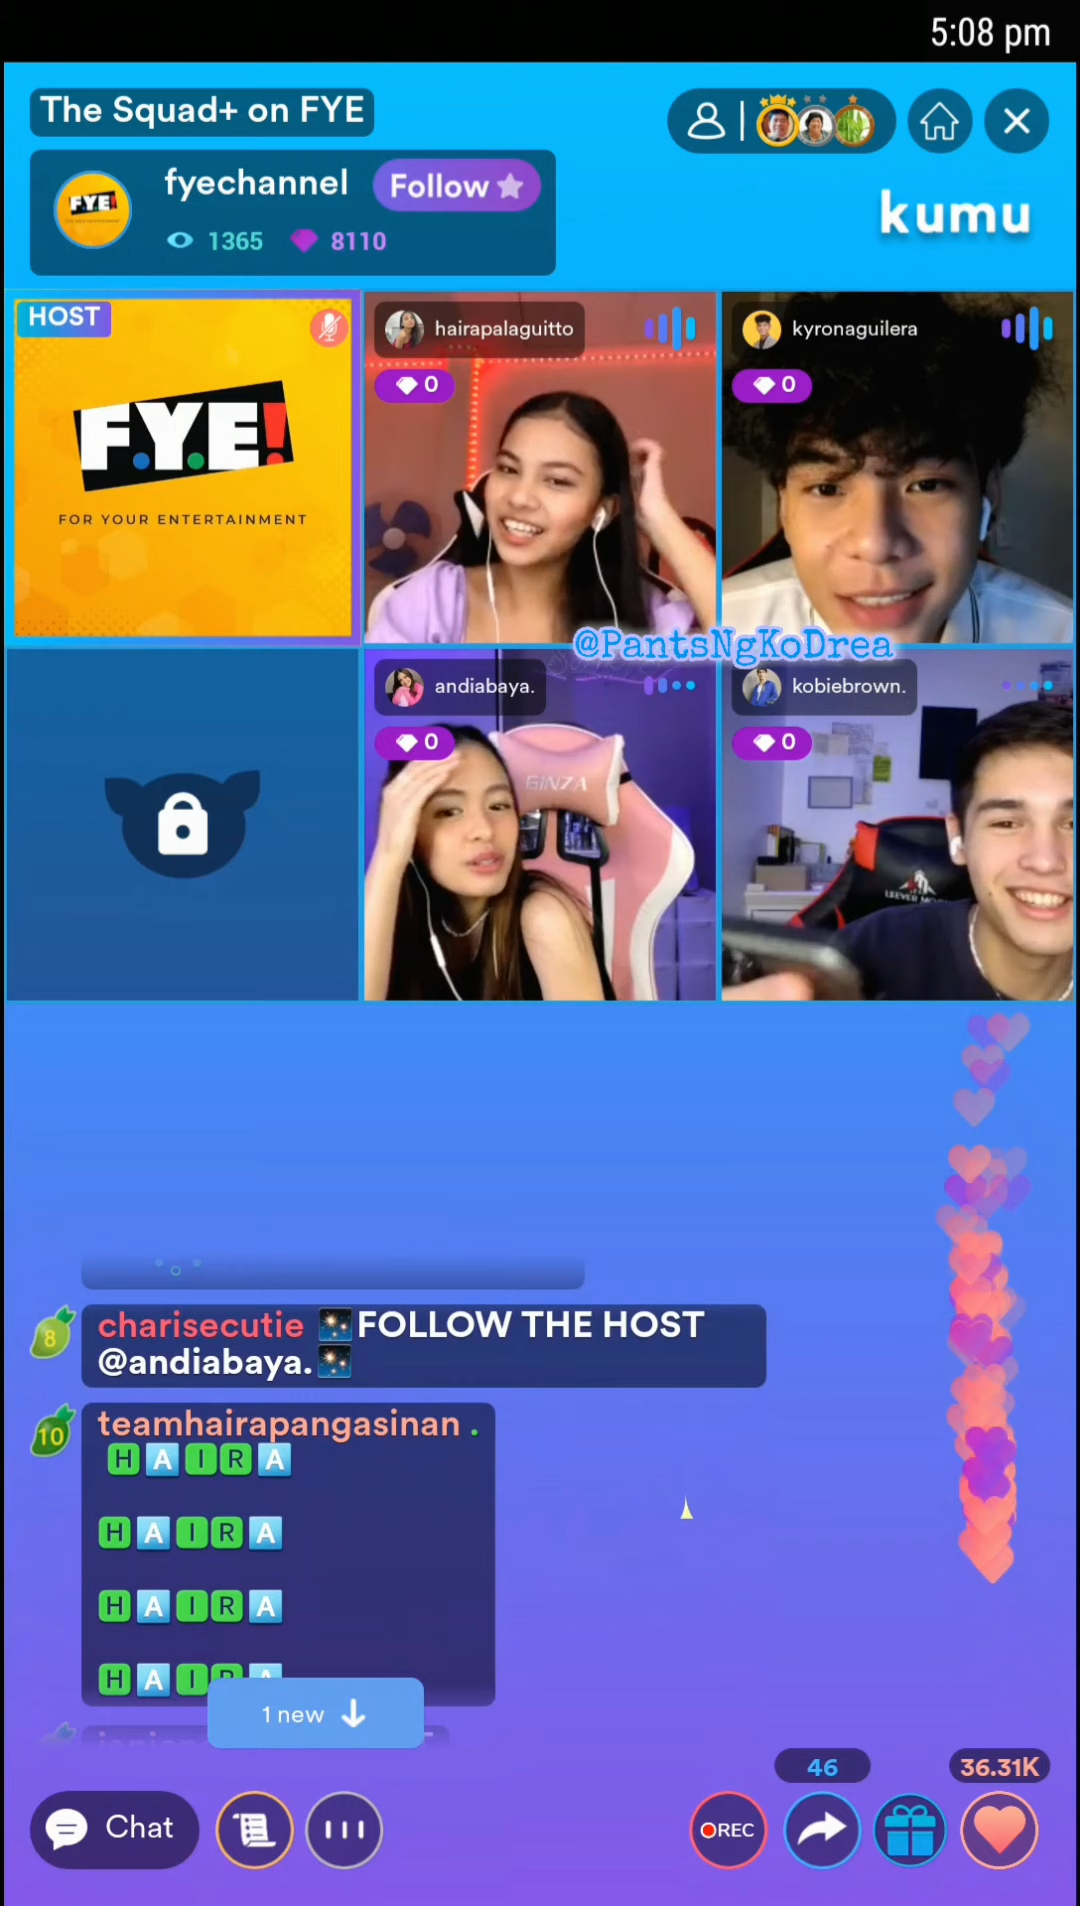 5:08 pm
The Squad+ on FYE
fyechannel Follow
1365 8110
kumu
HOST
F.Y.E!
FOR YOUR ENTERTAINMENT
hairapalaguitto
0
kyronaguilera
0
@PantsNgKoDrea
andiabaya.
0
GINZA
kobiebrown.
0
8
charisecutie FOLLOW THE HOST
@andiabaya.
10
teamhairapangasinan .
HAIRA
HAIRA
HAIRA
HAIRA
1 new
46
36.31K
Chat
REC